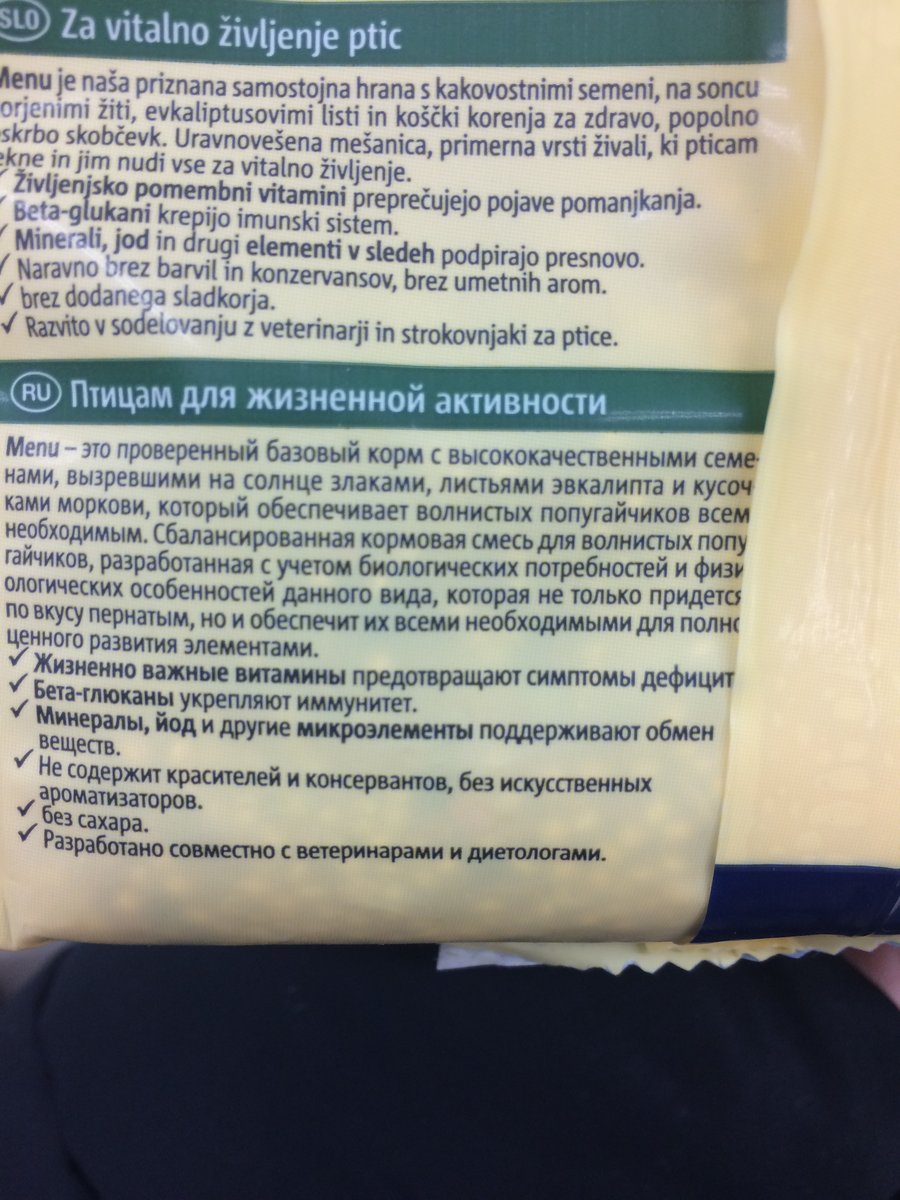 SLO Za vitalno življenje ptic
Menu je naša priznana samostojna hrana s kakovostnimi semeni, na soncu
orjenimi žiti, evkaliptusovimi listi in koščki korenja za zdravo, popolno
skrbo skobčevk. Uravnovešena mešanica, primerna vrsti živali, ki pticam
ekne in jim nudi vse za vitalno življenje.
✓ Življenjsko pomembni vitamini preprečujejo pojave pomanjkanja.
✓ Beta-glukani krepijo imunski sistem.
✓ Minerali, jod in drugi elementi v sledeh podpirajo presnovo.
✓ Naravno brez barvil in konzervansov, brez umetnih arom.
✓ brez dodanega sladkorja.
✓ Razvito v sodelovanju z veterinarji in strokovnjaki za ptice.
RU Птицам для жизненной активности
Menu – это проверенный базовый корм с высококачественными семе-
нами, вызревшими на солнце злаками, листьями эвкалипта и кусоч
ками моркови, который обеспечивает волнистых попугайчиков всем
необходимым. Сбалансированная кормовая смесь для волнистых попу
гайчиков, разработанная с учетом биологических потребностей и физи
ологических особенностей данного вида, которая не только придется
по вкусу пернатым, но и обеспечит их всеми необходимыми для полно
ценного развития элементами.
✓ Жизненно важные витамины предотвращают симптомы дефицит
✓ Бета-глюканы укрепляют иммунитет.
✓ Минералы, йод и другие микроэлементы поддерживают обмен
веществ.
✓ Не содержит красителей и консервантов, без искусственных
ароматизаторов.
✓ без сахара.
✓ Разработано совместно с ветеринарами и диетологами.